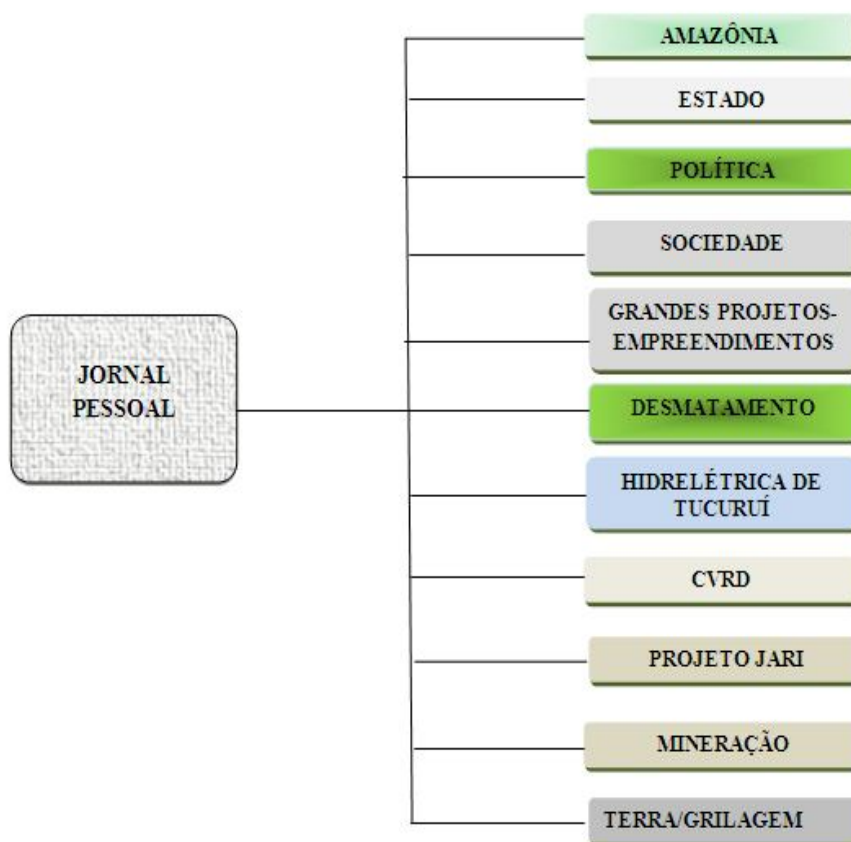 JORNAL
PESSOAL
AMAZÔNIA
ESTADO
POLÍTICA
SOCIEDADE
GRANDES PROJETOS-
EMPREENDIMENTOS
DESMATAMENTO
HIDRELÉTRICA DE
TUCURUÍ
CVRD
PROJETO JARI
MINERAÇÃO
TERRA/GRILAGEM